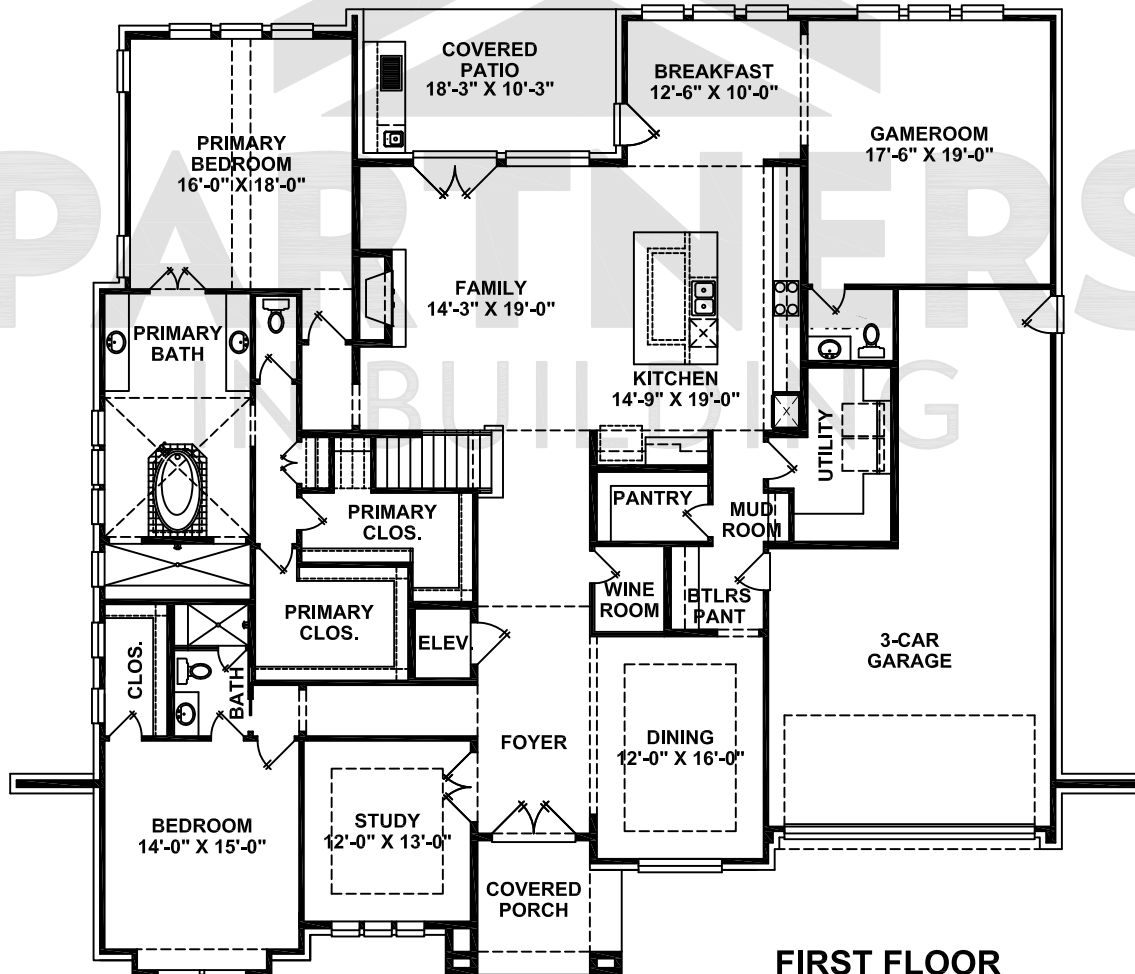 COVERED
PATIO
18'-3" X 10'-3"
BREAKFAST
12'-6" X 10'-0"
GAMEROOM
17'-6" X 19'-0"
PRIMARY
BEDROOM
16'-0" X 18'-0"
PARTNERS
IN BUILDING
FAMILY
14'-3" X 19'-0"
PRIMARY
BATH
KITCHEN
14'-9" X 19'-0"
UTILITY
PANTRY
MUD
ROOM
PRIMARY
CLOS.
WINE
ROOM
BTLRS
PANT
PRIMARY
CLOS.
ELEV.
3-CAR
GARAGE
CLOS.
BATH
FOYER
DINING
12'-0" X 16'-0"
BEDROOM
14'-0" X 15'-0"
STUDY
12'-0" X 13'-0"
COVERED
PORCH
FIRST FLOOR